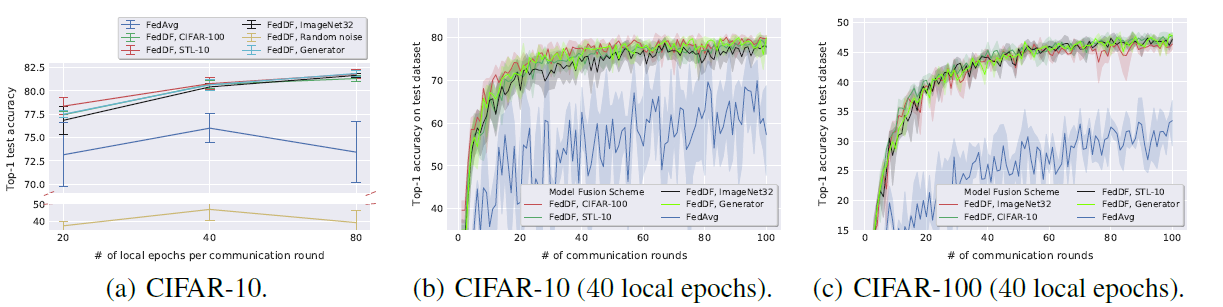 FedAvg
FedDF, CIFAR-100
FedDF, STL-10
FedDF, ImageNet32
FedDF, Random noise
FedDF, Generator
Top-1 test accuracy
82.5
80.0
77.5
75.0
72.5
70.0
50
40
20 40 80
# of local epochs per communication round
(a) CIFAR-10.
Top-1 accuracy on test dataset
80
70
60
50
40
Model Fusion Scheme
FedDF, CIFAR-100
FedDF, STL-10
FedDF, ImageNet32
FedDF, Generator
FedAvg
0 20 40 60 80 100
# of communication rounds
(b) CIFAR-10 (40 local epochs).
Top-1 accuracy on test dataset
50
45
40
35
30
25
20
15
Model Fusion Scheme
FedDF, ImageNet32
FedDF, CIFAR-10
FedDF, STL-10
FedDF, Generator
FedAvg
0 20 40 60 80 100
# of communication rounds
(c) CIFAR-100 (40 local epochs).